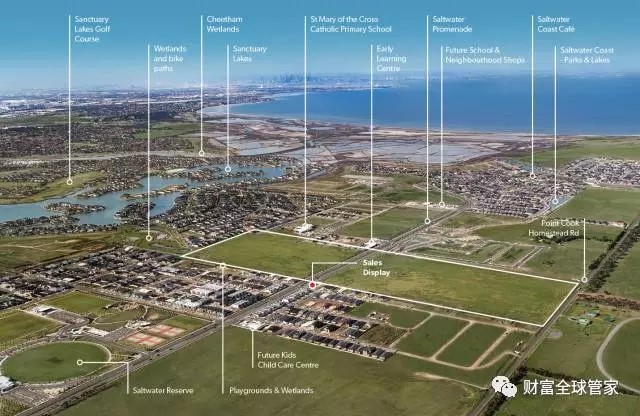 Sanctuary
Lakes Golf
Course
Wetlands
and bike
paths
Cheetham
Wetlands
Sanctuary
Lakes
St Mary of the Cross
Catholic Primary School
Early
Learning
Centre
Saltwater
Promenade
Future School &
Neighbourhood Shops
Saltwater
Coast Café
Saltwater Coast
- Parks & Lakes
Point Cook
Homestead Rd
Sales
Display
Future Kids
Child Care Centre
Saltwater Reserve
Playgrounds & Wetlands
财富全球管家